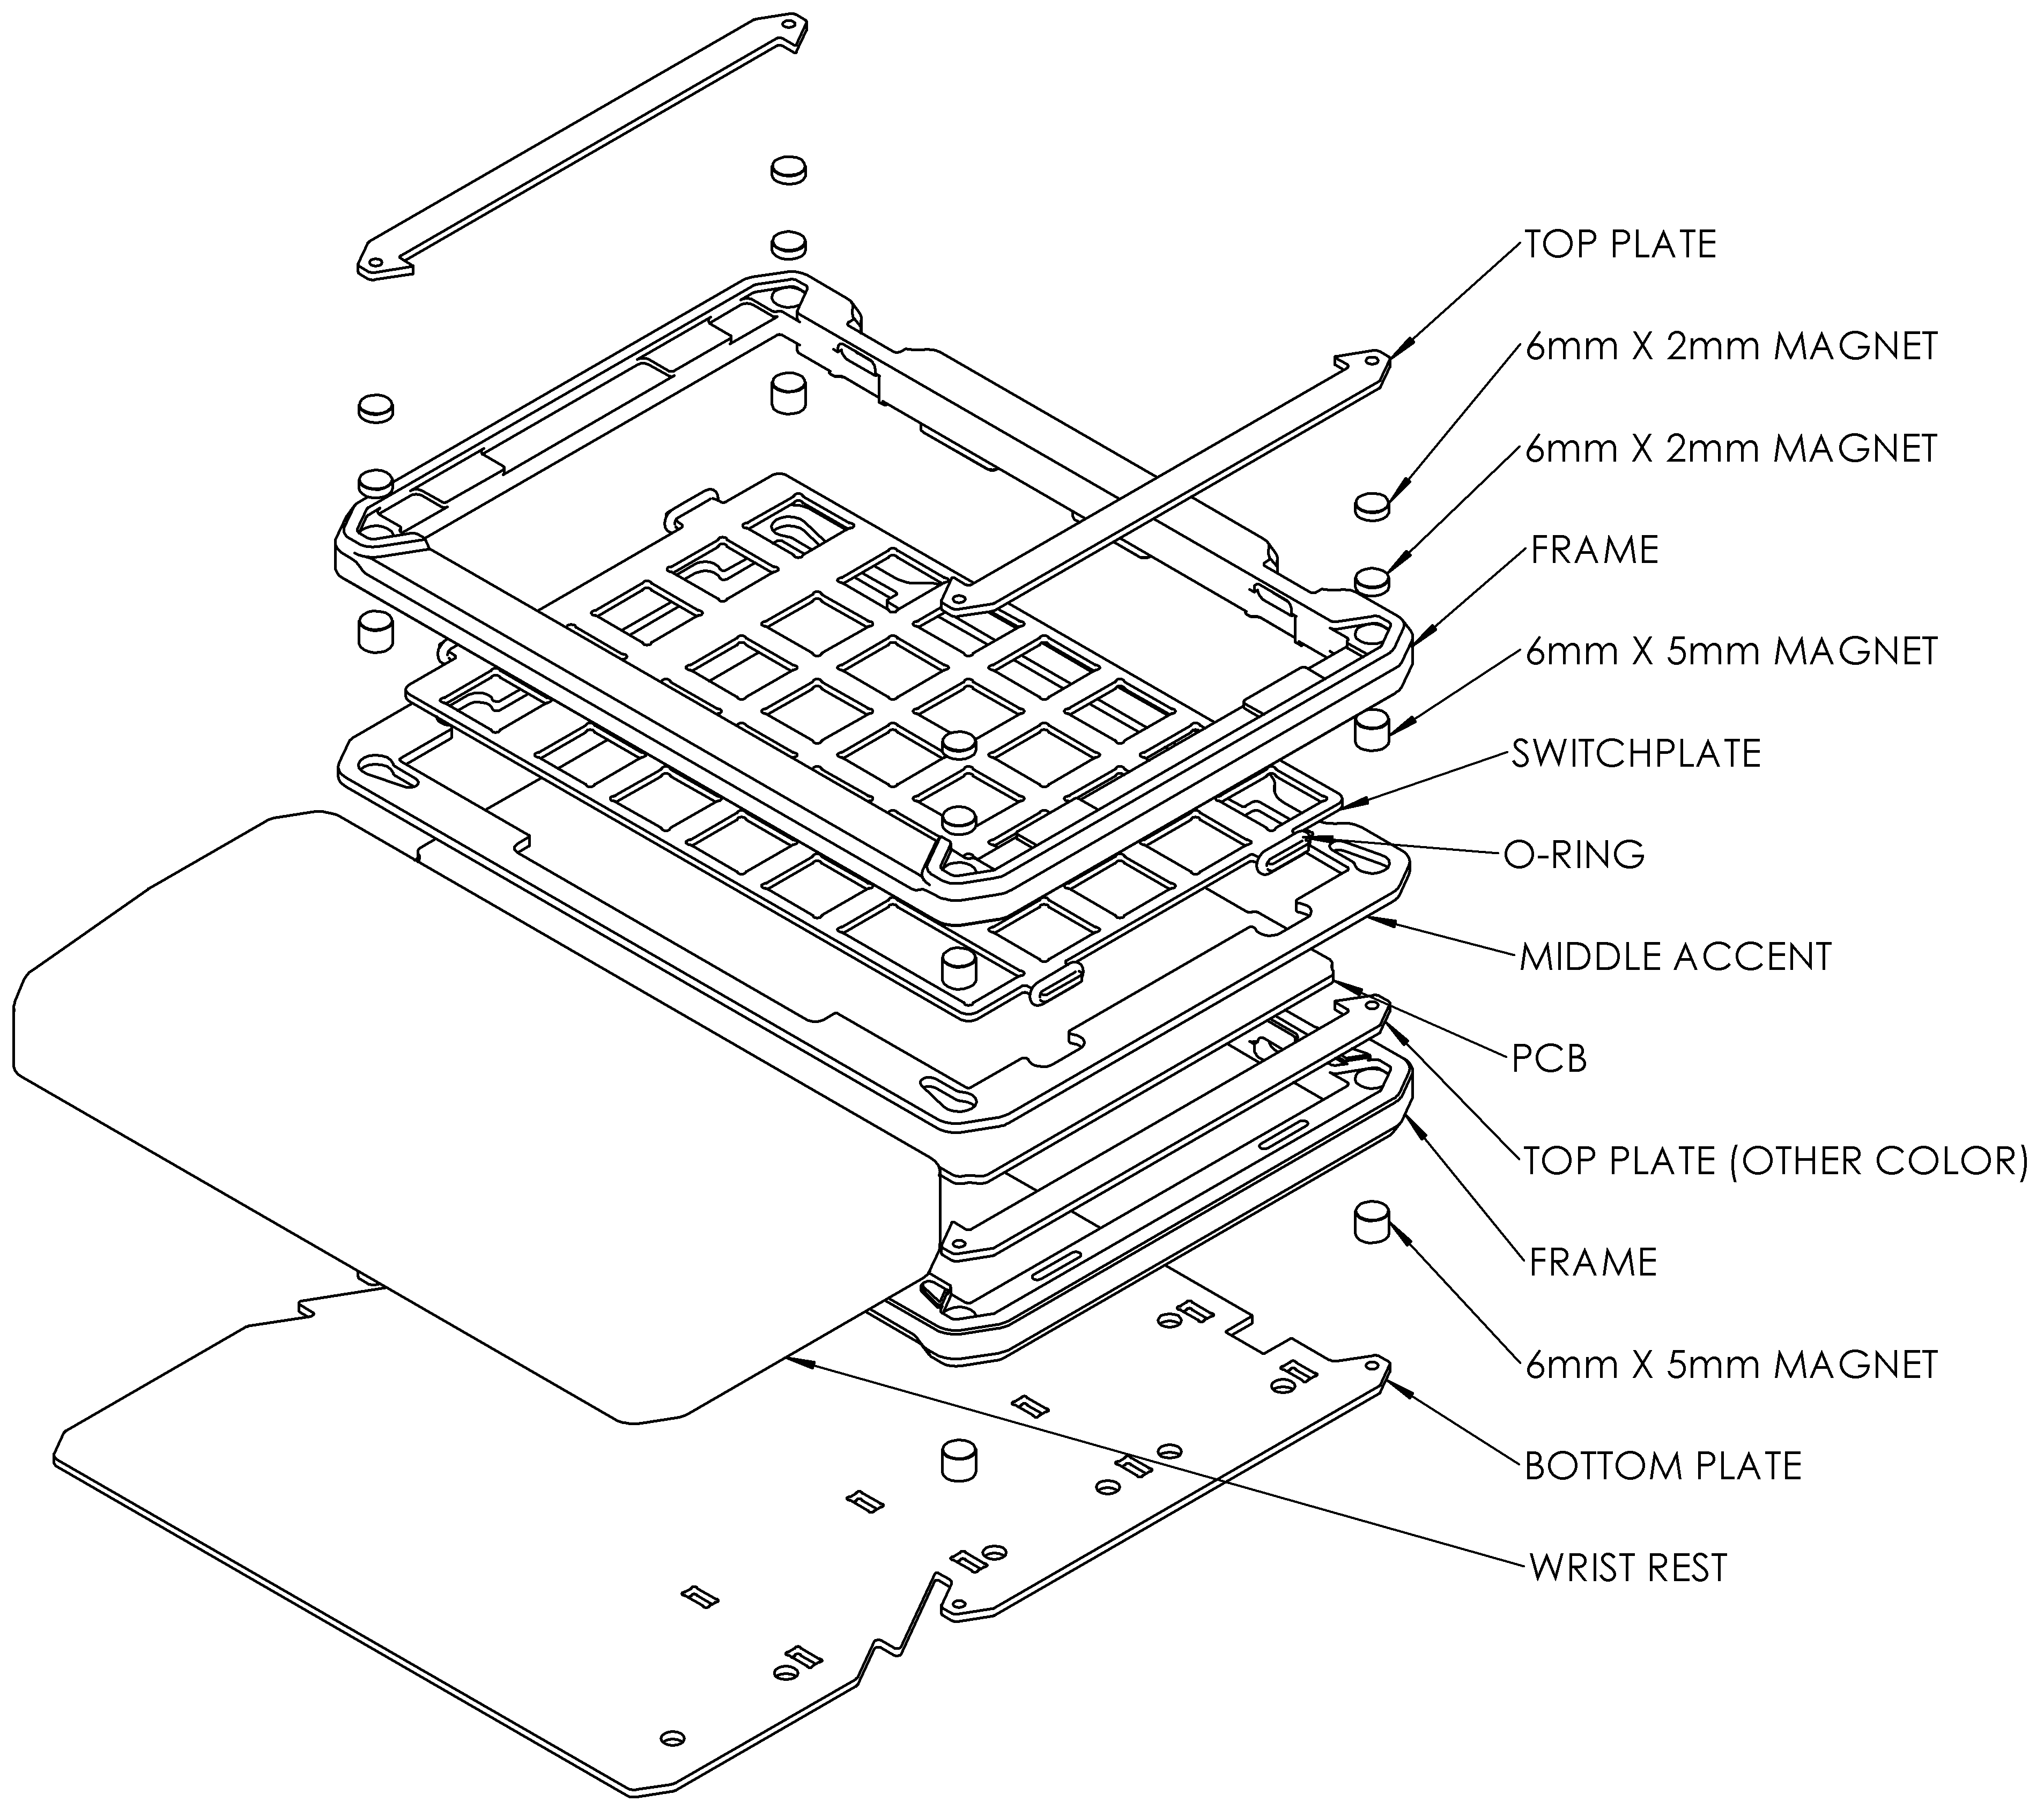 TOP PLATE
6mm X 2mm MAGNET
6mm X 2mm MAGNET
FRAME
6mm X 5mm MAGNET
SWITCHPLATE
O-RING
MIDDLE ACCENT
PCB
TOP PLATE (OTHER COLOR)
FRAME
6mm X 5mm MAGNET
BOTTOM PLATE
WRIST REST